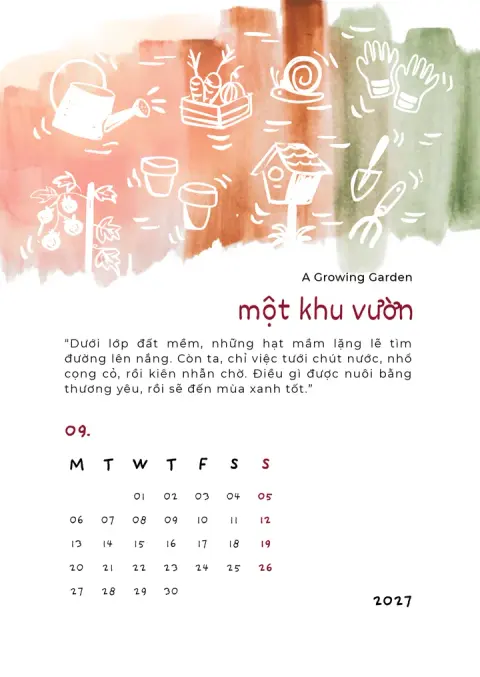 A Growing Garden
một khu vườn
“Dưới lớp đất mềm, những hạt mầm lặng lẽ tìm
đường lên nắng. Còn ta, chỉ việc tưới chút nước, nhổ
cọng cỏ, rồi kiên nhẫn chờ. Điều gì được nuôi bằng
thương yêu, rồi sẽ đến mùa xanh tốt.”
09.
M T W T F S S
01 02 03 04 05
06 07 08 09 10 11 12
13 14 15 16 17 18 19
20 21 22 23 24 25 26
27 28 29 30
2027